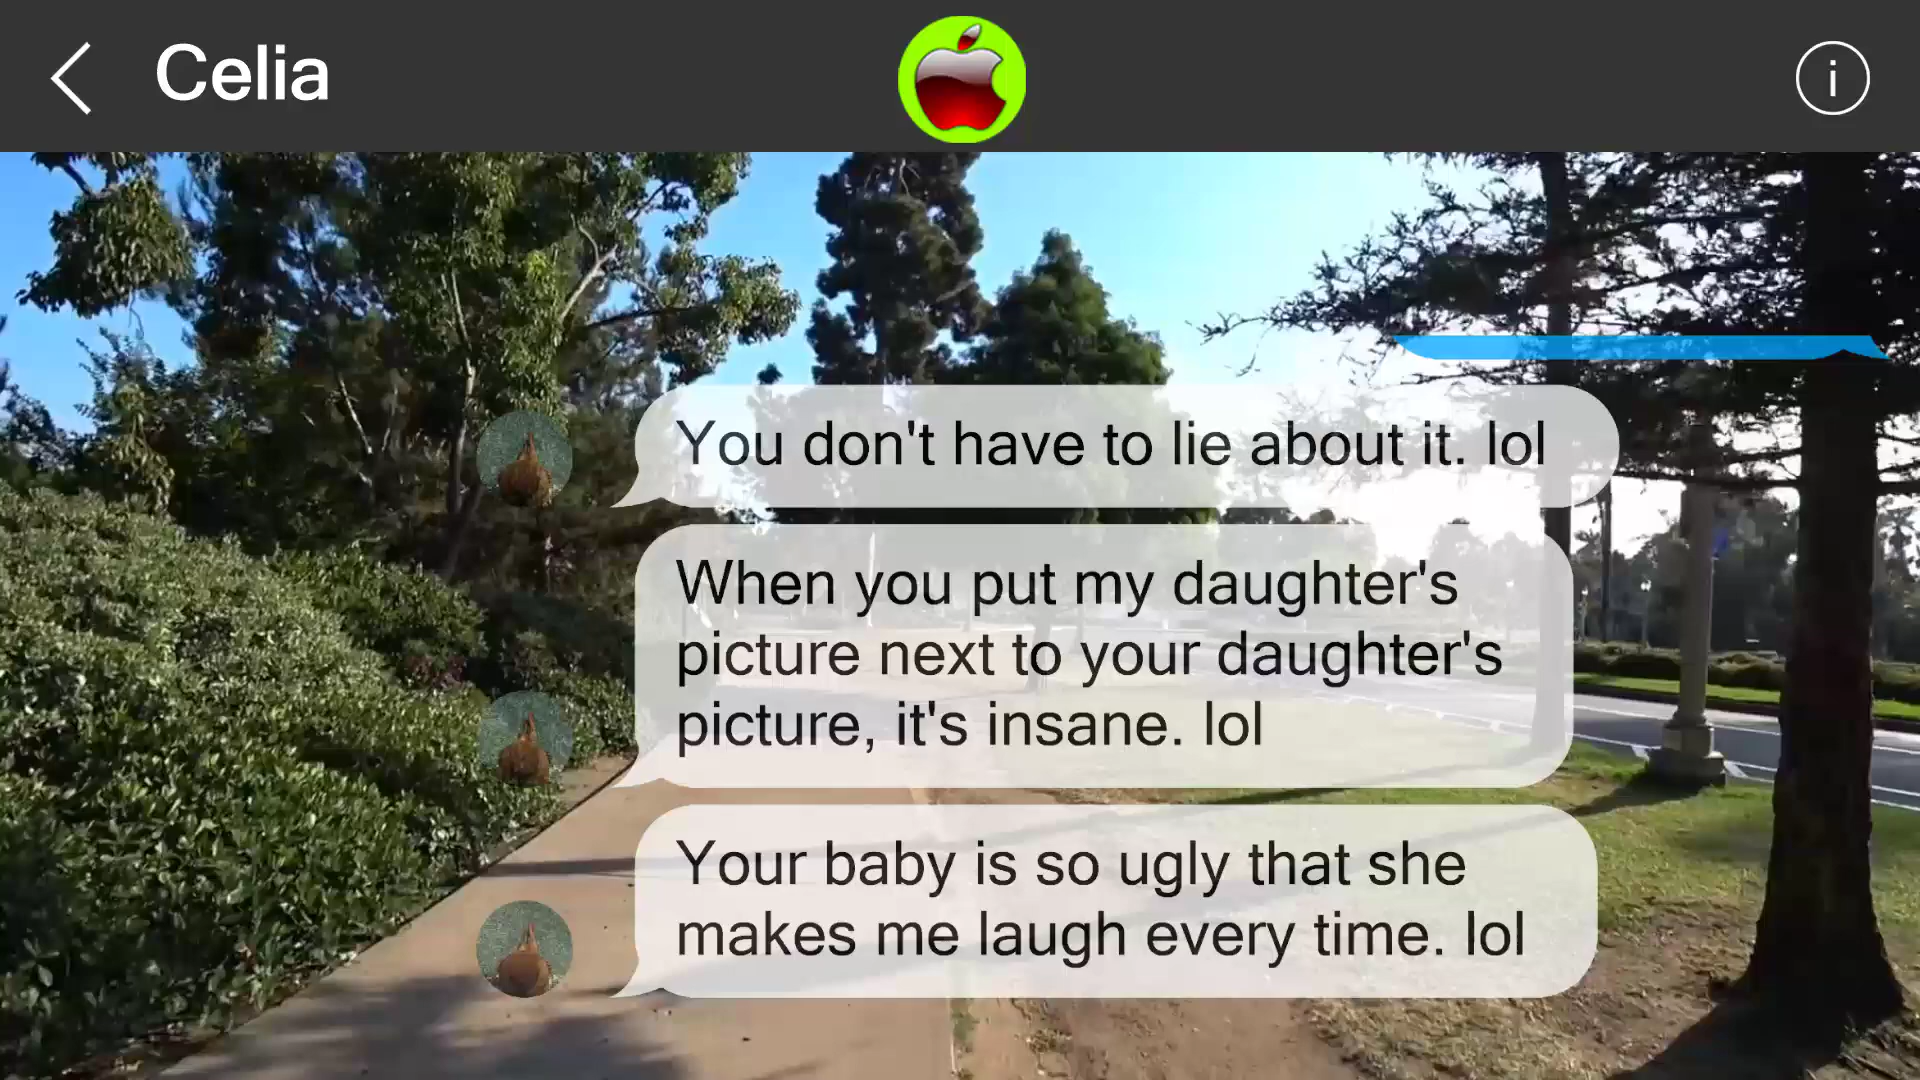 Celia
You don't have to lie about it. lol
When you put my daughter's
picture next to your daughter's
picture, it's insane. lol
Your baby is so ugly that she
makes me laugh every time. lol